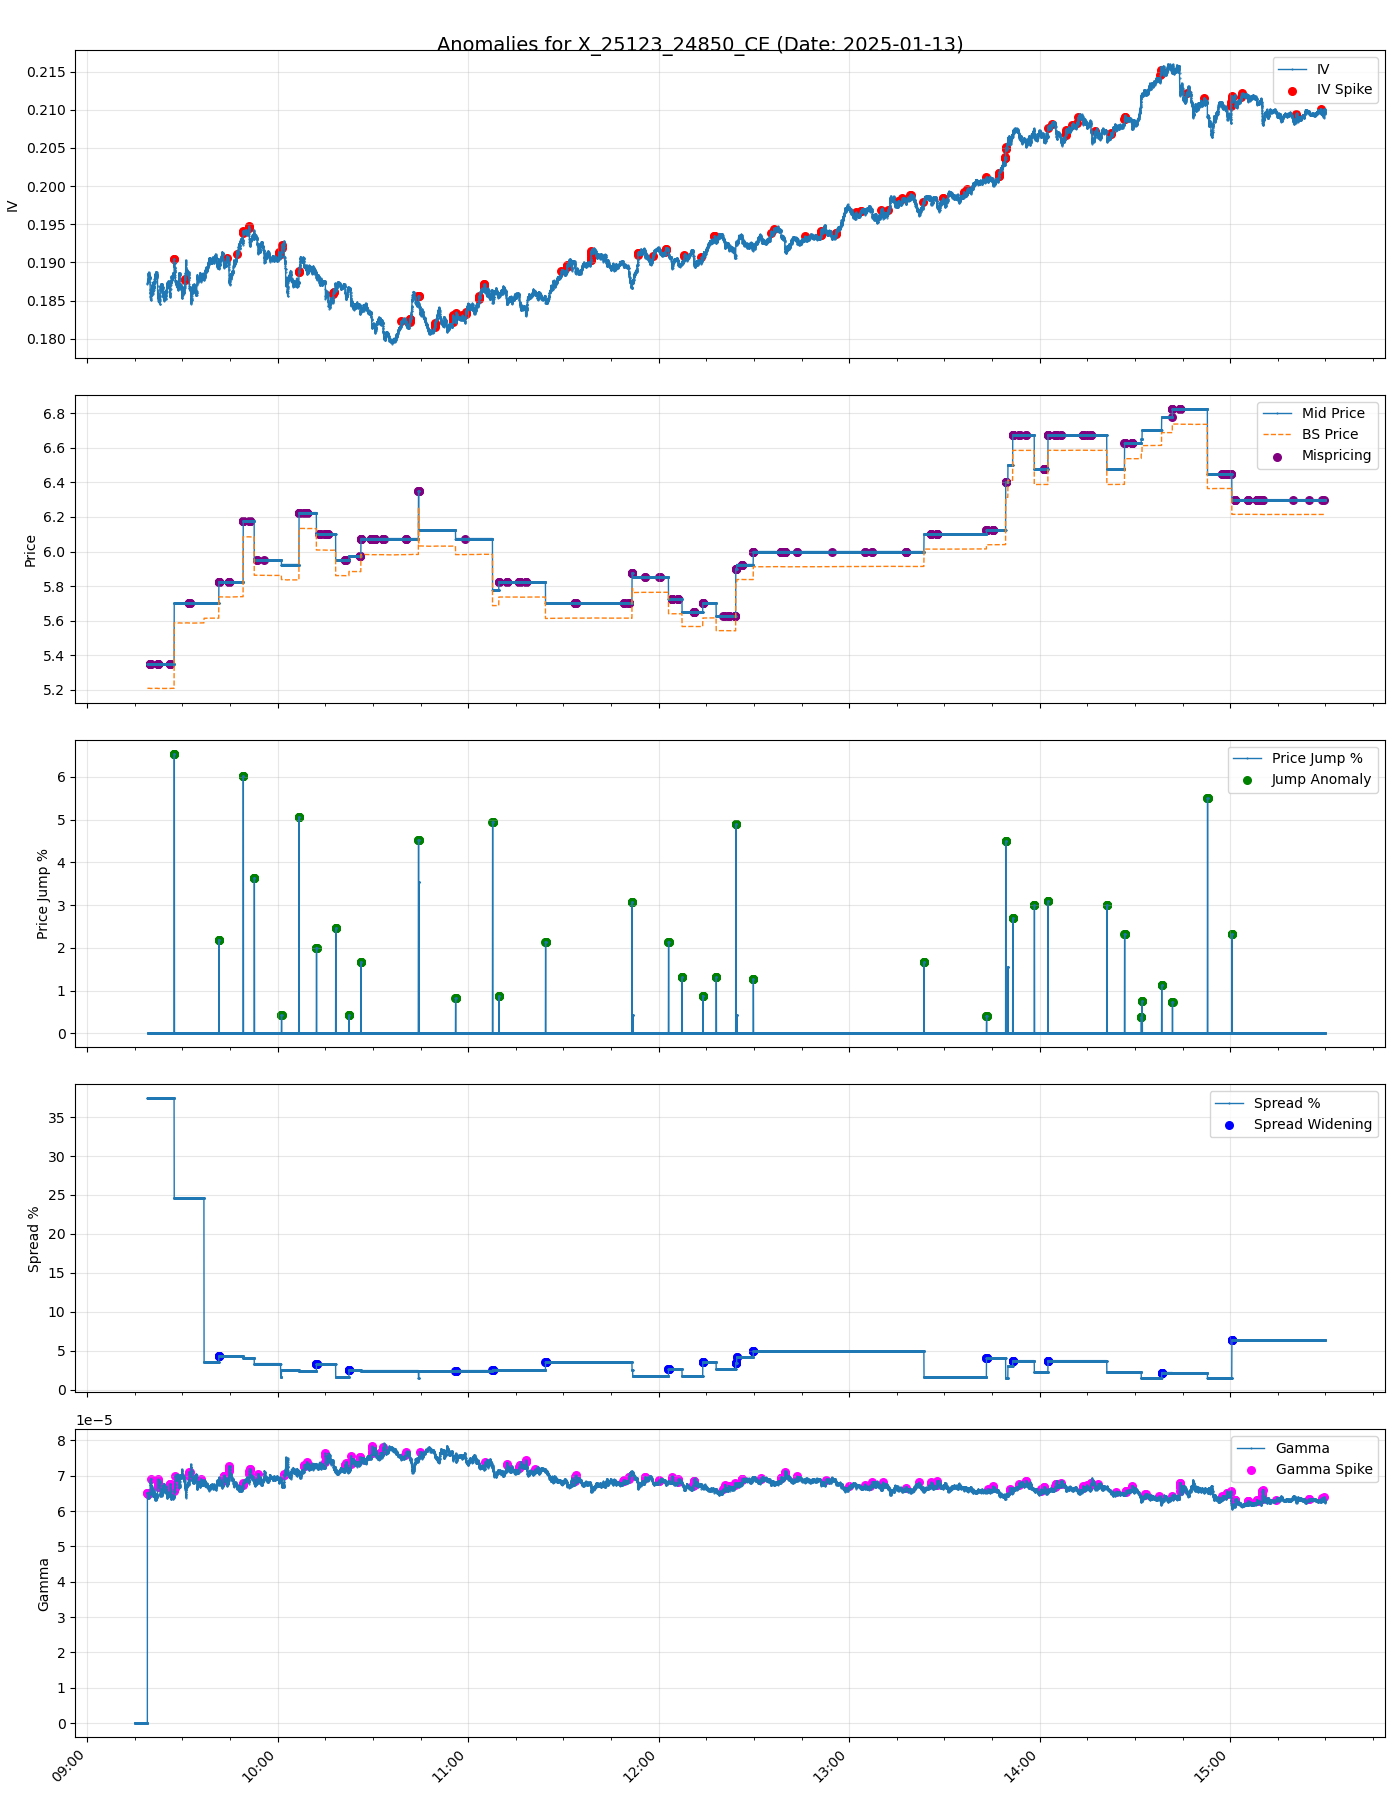 Anomalies for X_25123_24850_CE (Date: 2025-01-13)
IV
0.215
0.210
0.205
0.200
0.195
0.190
0.185
0.180
IV
IV Spike
Price
6.8
6.6
6.4
6.2
6.0
5.8
5.6
5.4
5.2
Mid Price
BS Price
Mispricing
Price Jump %
6
5
4
3
2
1
0
Price Jump %
Jump Anomaly
Spread %
35
30
25
20
15
10
5
0
Spread %
Spread Widening
1e−5
Gamma
8
7
6
5
4
3
2
1
0
Gamma
Gamma Spike
09:00
10:00
11:00
12:00
13:00
14:00
15:00